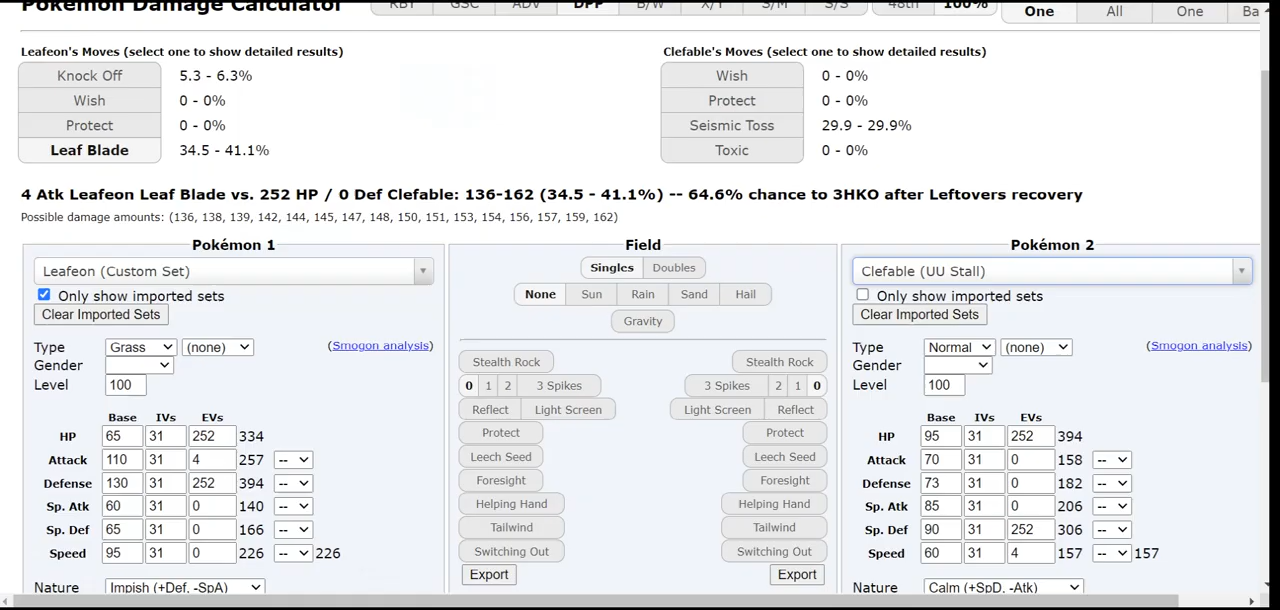 Pokémon Damage Calculator RBY GSC ADV DPP B/W X/Y S/M S/S 48th 100% One All One Ba
Leafeon's Moves (select one to show detailed results) Clefable's Moves (select one to show detailed results)
Knock Off 5.3 - 6.3% Wish 0 - 0%
Wish 0 - 0% Protect 0 - 0%
Protect 0 - 0% Seismic Toss 29.9 - 29.9%
Leaf Blade 34.5 - 41.1% Toxic 0 - 0%
4 Atk Leafeon Leaf Blade vs. 252 HP / 0 Def Clefable: 136-162 (34.5 - 41.1%) -- 64.6% chance to 3HKO after Leftovers recovery
Possible damage amounts: (136, 138, 139, 142, 144, 145, 147, 148, 150, 151, 153, 154, 156, 157, 159, 162)
Pokémon 1 Field Pokémon 2
Leafeon (Custom Set) Singles Doubles Clefable (UU Stall)
Only show imported sets None Sun Rain Sand Hail Only show imported sets
Clear Imported Sets Gravity Clear Imported Sets
Type Grass (none) (Smogon analysis) Type Normal (none) (Smogon analysis)
Gender Stealth Rock Stealth Rock Gender
Level 100 0 1 2 3 Spikes 3 Spikes 2 1 0 Level 100
Reflect Light Screen Light Screen Reflect
Base IVs EVs Base IVs EVs
HP 65 31 252 334 Protect Protect HP 95 31 252 394
Attack 110 31 4 257 -- Leech Seed Leech Seed Attack 70 31 0 158 --
Defense 130 31 252 394 -- Foresight Foresight Defense 73 31 0 182 --
Sp. Atk 60 31 0 140 -- Helping Hand Helping Hand Sp. Atk 85 31 0 206 --
Sp. Def 65 31 0 166 -- Tailwind Tailwind Sp. Def 90 31 252 306 --
Speed 95 31 0 226 -- 226 Switching Out Switching Out Speed 60 31 4 157 -- 157
Export Export
Nature Impish (+Def, -SpA) Nature Calm (+SpD, -Atk)